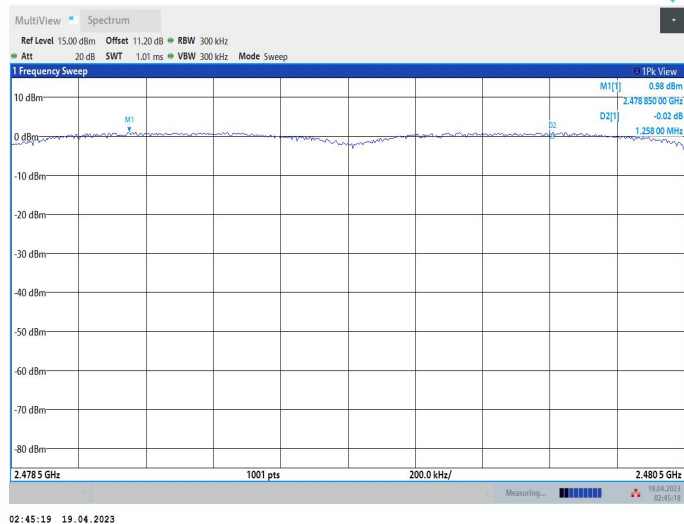 MultiView Spectrum
Ref Level 15.00 dBm Offset 11.20 dB RBW 300 kHz
Att 20 dB SWT 1.01 ms VBW 300 kHz Mode Sweep
1 Frequency Sweep 1Pk View
M1[1] 0.98 dBm
2.478 850 00 GHz
D2[1] -0.02 dB
1.258 00 MHz
10 dBm
M1
D2
0 dBm
-10 dBm
-20 dBm
-30 dBm
-40 dBm
-50 dBm
-60 dBm
-70 dBm
-80 dBm
2.478 5 GHz 1001 pts 200.0 kHz/ 2.480 5 GHz
Measuring... 19.04.2023
02:45:18
02:45:19 19.04.2023